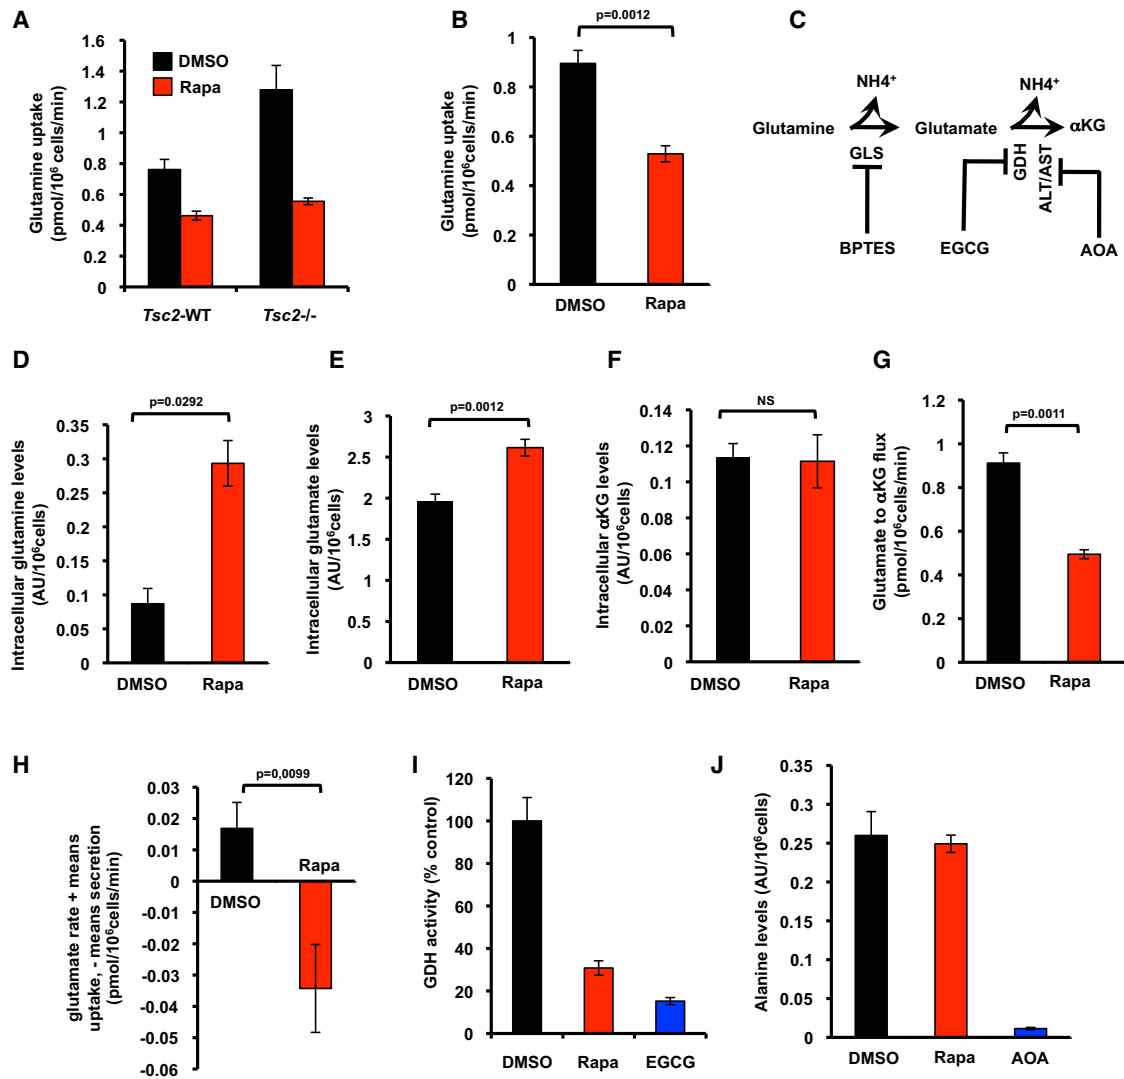 A
Glutamine uptake
(pmol/10⁶ cells/min)
1.6
1.4
1.2
1
0.8
0.6
0.4
0.2
0
DMSO
Rapa
Tsc2-WT
Tsc2-/-
B
p=0.0012
Glutamine uptake
(pmol/10⁶cells/min)
1
0.8
0.6
0.4
0.2
0
DMSO
Rapa
C
NH4⁺
NH4⁺
Glutamine
Glutamate
αKG
GLS
GDH
ALT/AST
BPTES
EGCG
AOA
D
p=0.0292
Intracellular glutamine levels
(AU/10⁶cells)
0.35
0.3
0.25
0.2
0.15
0.1
0.05
0
DMSO
Rapa
E
p=0.0012
Intracellular glutamate levels
(AU/10⁶cells)
3
2.5
2
1.5
1
0.5
0
DMSO
Rapa
F
NS
Intracellular αKG levels
(AU/10⁶cells)
0.14
0.12
0.1
0.08
0.06
0.04
0.02
0
DMSO
Rapa
G
p=0.0011
Glutamate to αKG flux
(pmol/10⁶cells/min)
1.2
1
0.8
0.6
0.4
0.2
0
DMSO
Rapa
H
p=0,0099
glutamate rate + means
uptake, - means secretion
(pmol/10⁶cells/min)
0.03
0.02
0.01
0
-0.01
-0.02
-0.03
-0.04
-0.05
-0.06
DMSO
Rapa
I
GDH activity (% control)
120
100
80
60
40
20
0
DMSO
Rapa
EGCG
J
Alanine levels (AU/10⁶cells)
0.35
0.3
0.25
0.2
0.15
0.1
0.05
0
DMSO
Rapa
AOA